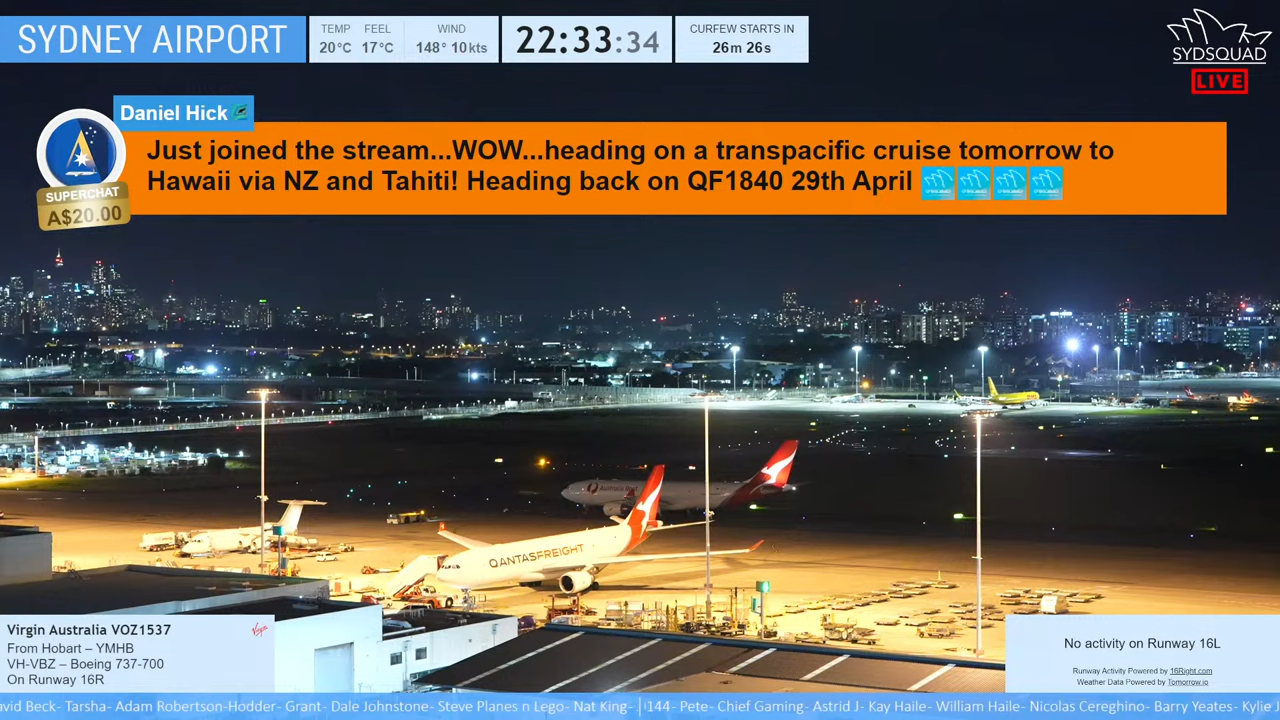 SYDNEY AIRPORT
TEMP FEEL WIND
20°C 17°C 148° 10kts
22:33:34
CURFEW STARTS IN
26m 26s
SYDSQUAD
LIVE
Daniel Hick
SUPERCHAT
A$20.00
Just joined the stream...WOW...heading on a transpacific cruise tomorrow to
Hawaii via NZ and Tahiti! Heading back on QF1840 29th April
QANTASFREIGHT
Virgin Australia VOZ1537
From Hobart – YMHB
VH-VBZ – Boeing 737-700
On Runway 16R
Virgin
No activity on Runway 16L
Runway Activity Powered by 16Right.com
Weather Data Powered by Tomorrow.io
avid Beck- Tarsha- Adam Robertson-Hodder- Grant- Dale Johnstone- Steve Planes n Lego- Nat King- | 144- Pete- Chief Gaming- Astrid J- Kay Haile- William Haile- Nicolas Cereghino- Barry Yeates- Kylie J